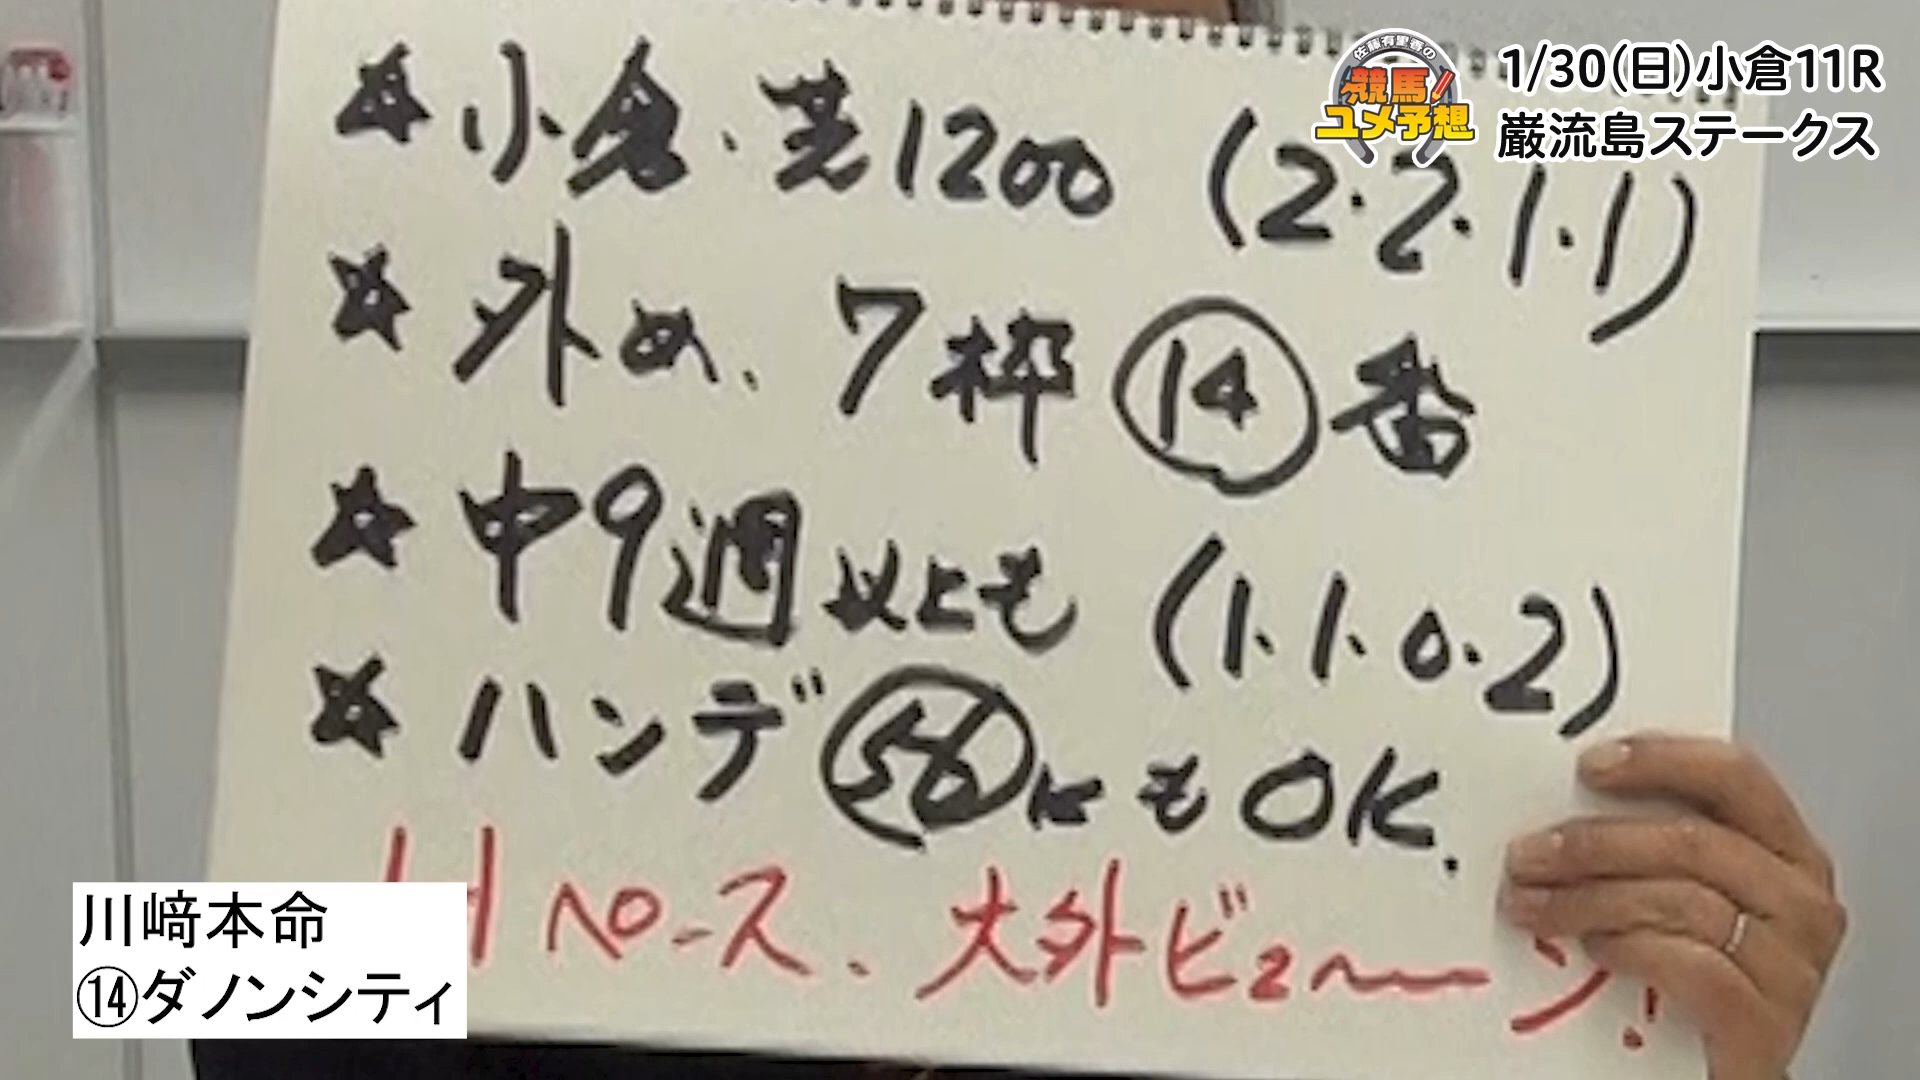 佐藤有里香の
競馬
ユメ予想
1/30(日)小倉11R
巌流島ステークス
★小倉・芝1200 (2・2・1・1)
★外め、7枠⑭番
★中9週以上も (1・1・0・2)
★ハンデ㊻にもOK.
ペース、大外ビューーン!
川﨑本命
⑭ダノンシティ